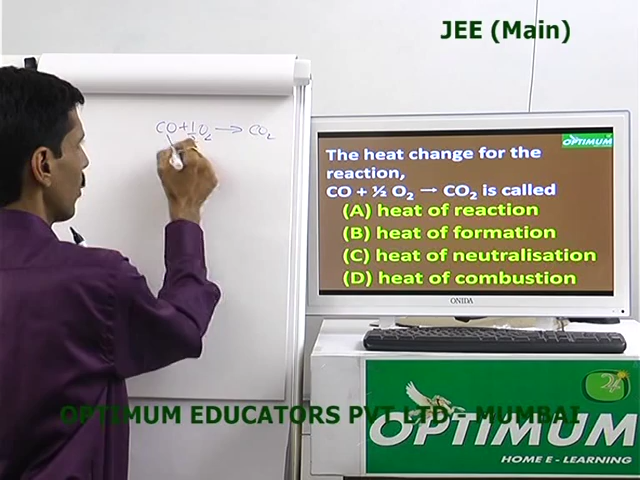 JEE (Main)
CO + 1/2 O2 → CO2
OPTIMUM
The heat change for the
reaction,
CO + ½ O₂ → CO₂ is called
(A) heat of reaction
(B) heat of formation
(C) heat of neutralisation
(D) heat of combustion
ONIDA
OPTIMUM EDUCATORS PVT LTD - MUMBAI
OPTIMUM
HOME E - LEARNING